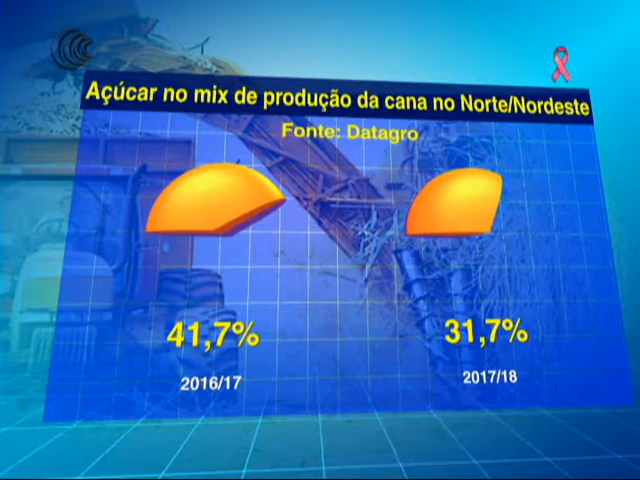 Açúcar no mix de produção da cana no Norte/Nordeste
Fonte: Datagro
41,7%
31,7%
2016/17
2017/18